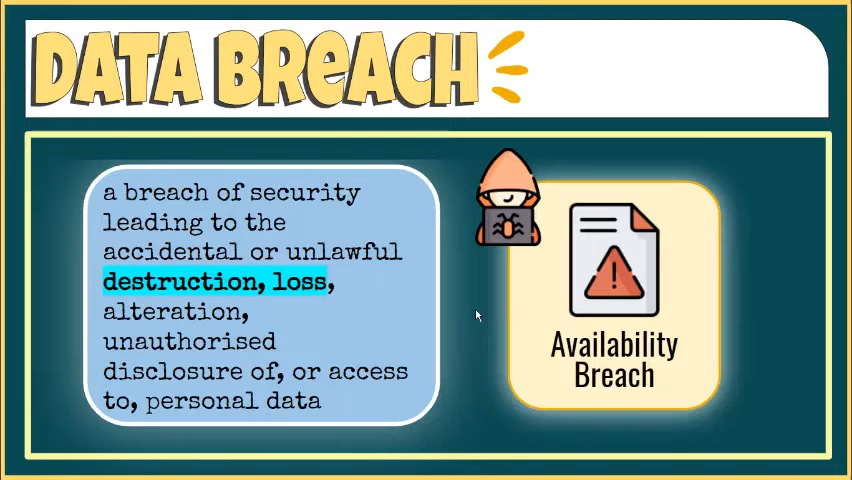 DATA BReACH
a breach of security
leading to the
accidental or unlawful
destruction, loss,
alteration,
unauthorised
disclosure of, or access
to, personal data
Availability
Breach